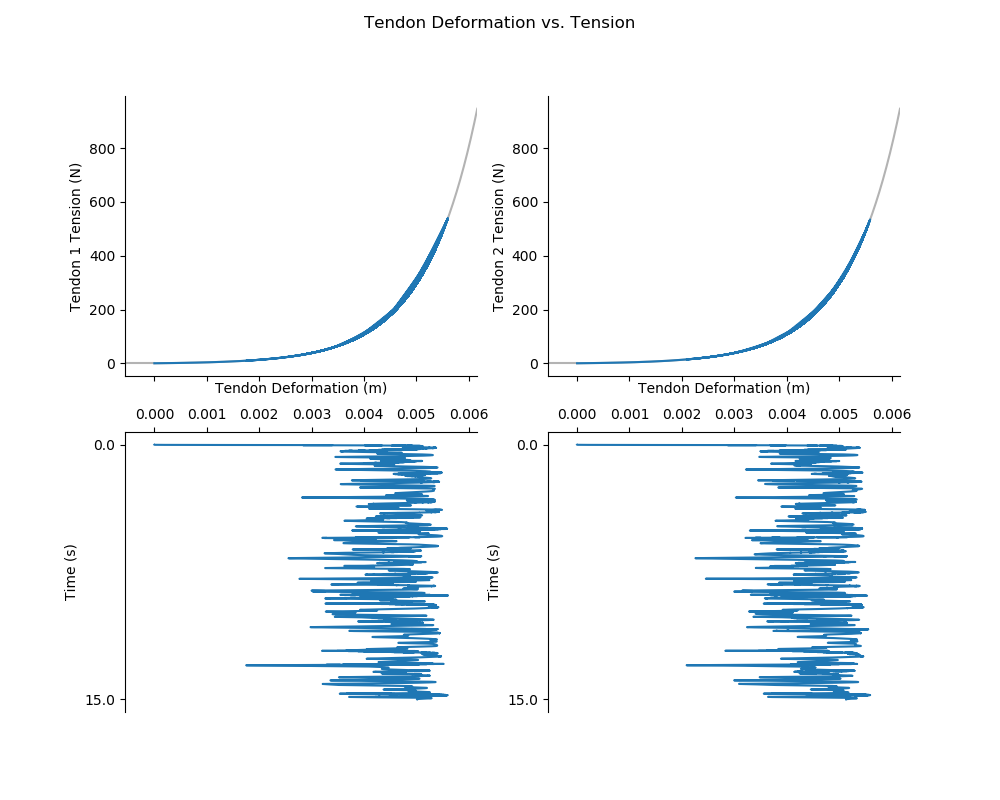 Tendon Deformation vs. Tension
Tendon 1 Tension (N)
800
600
400
200
0
Tendon Deformation (m)
Tendon 2 Tension (N)
800
600
400
200
0
Tendon Deformation (m)
0.000 0.001 0.002 0.003 0.004 0.005 0.006
Time (s)
0.0
15.0
0.000 0.001 0.002 0.003 0.004 0.005 0.006
Time (s)
0.0
15.0